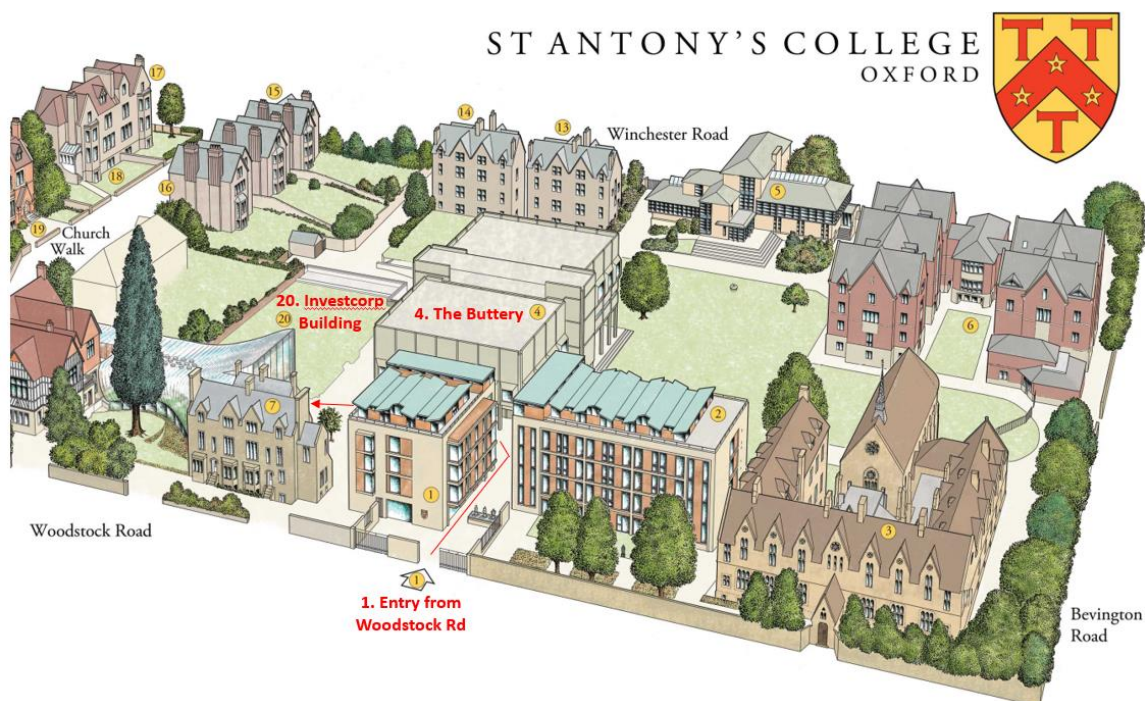 ST ANTONY'S COLLEGE
OXFORD
T T
T
17
15
14
13
Winchester Road
5
18
16
19
Church
Walk
20. Investcorp
Building
20
4. The Buttery
4
6
7
2
1
3
Woodstock Road
1
1. Entry from
Woodstock Rd
Bevington
Road